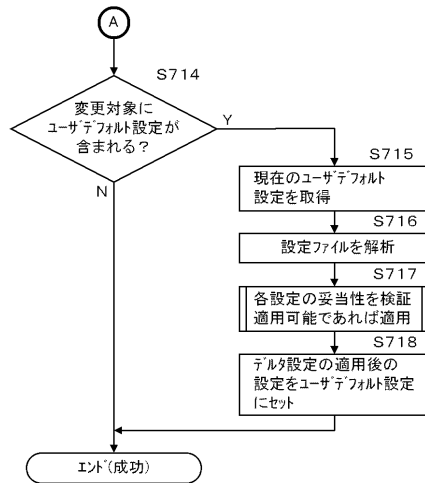 A
S714
変更対象に
ﾕｰｻﾞﾃﾞﾌｫﾙﾄ設定が
含まれる？
Y
N
S715
現在のﾕｰｻﾞﾃﾞﾌｫﾙﾄ
設定を取得
S716
設定ﾌｧｲﾙを解析
S717
各設定の妥当性を検証
適用可能であれば適用
S718
ﾃﾞﾙﾀ設定の適用後の
設定をﾕｰｻﾞﾃﾞﾌｫﾙﾄ設定
にセット
ｴﾝﾄﾞ(成功)